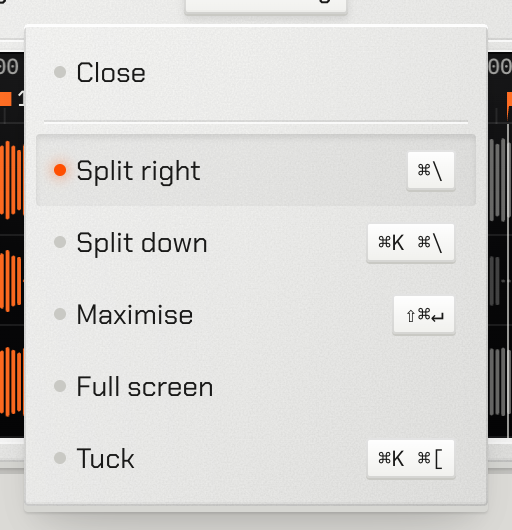 Close
Split right ⌘\
Split down ⌘K ⌘\
Maximise ⇧⌘↵
Full screen
Tuck ⌘K ⌘[